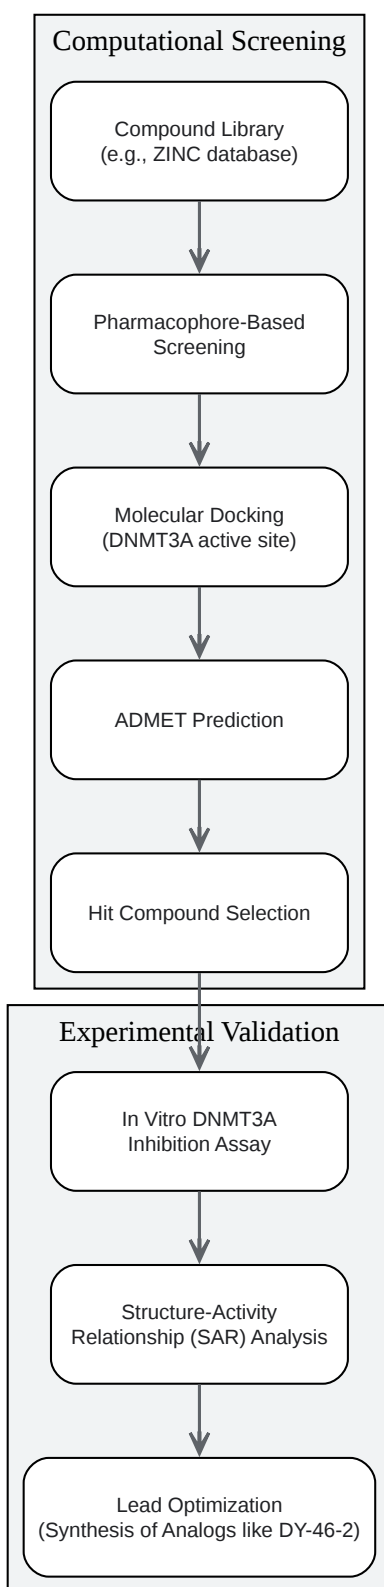 Computational Screening
Compound Library
(e.g., ZINC database)
Pharmacophore-Based
Screening
Molecular Docking
(DNMT3A active site)
ADMET Prediction
Hit Compound Selection
Experimental Validation
In Vitro DNMT3A
Inhibition Assay
Structure-Activity
Relationship (SAR) Analysis
Lead Optimization
(Synthesis of Analogs like DY-46-2)